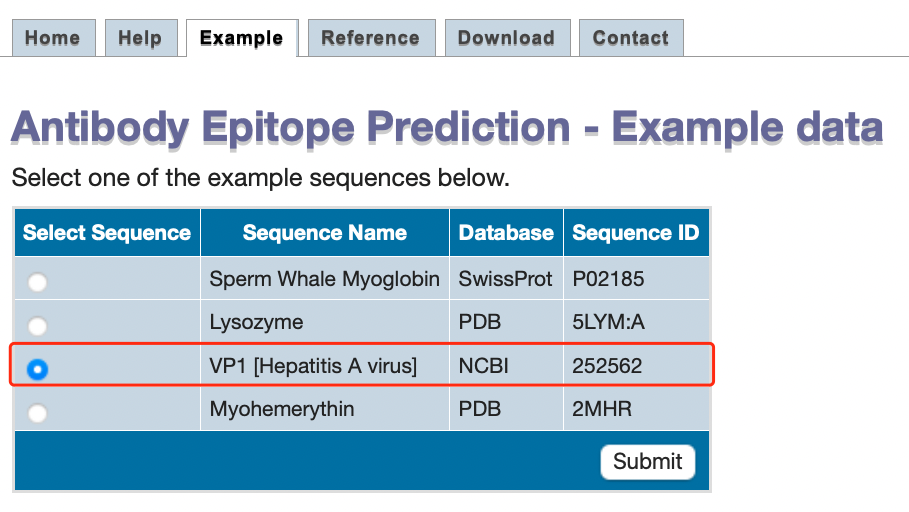 Home Help Example Reference Download Contact
Antibody Epitope Prediction - Example data
Select one of the example sequences below.
Select Sequence Sequence Name Database Sequence ID
Sperm Whale Myoglobin SwissProt P02185
Lysozyme PDB 5LYM:A
VP1 [Hepatitis A virus] NCBI 252562
Myohemerythin PDB 2MHR
Submit